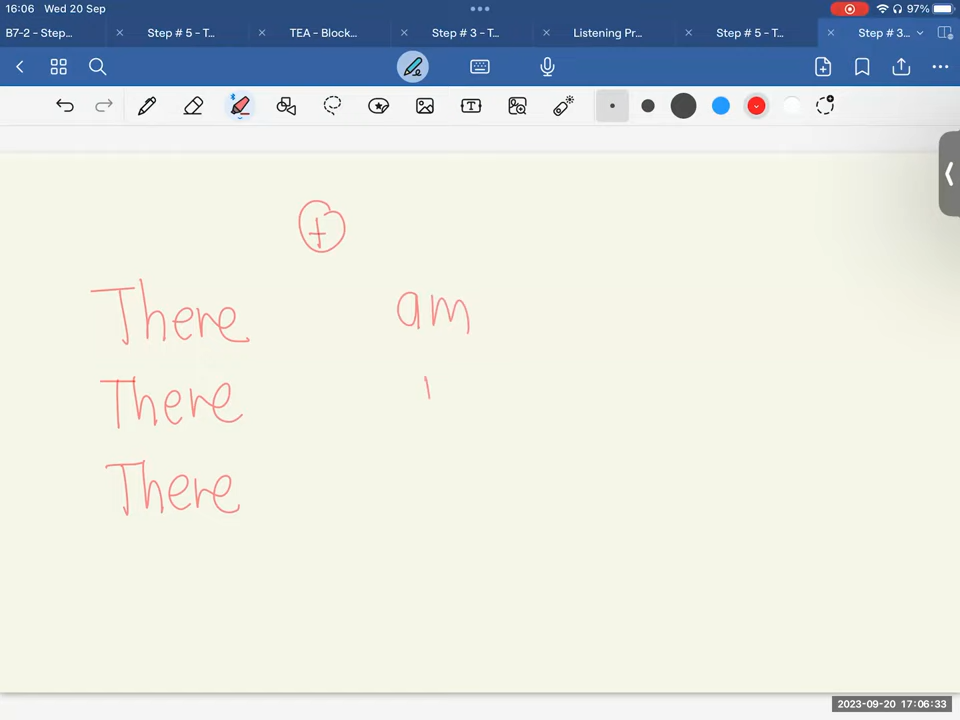 16:06 Wed 20 Sep
97%
B7-2 - Step...
Step # 5 - T...
TEA - Block...
Step # 3 - T...
Listening Pr...
Step # 5 - T...
Step # 3...
There am
There
There
2023-09-20 17:06:33